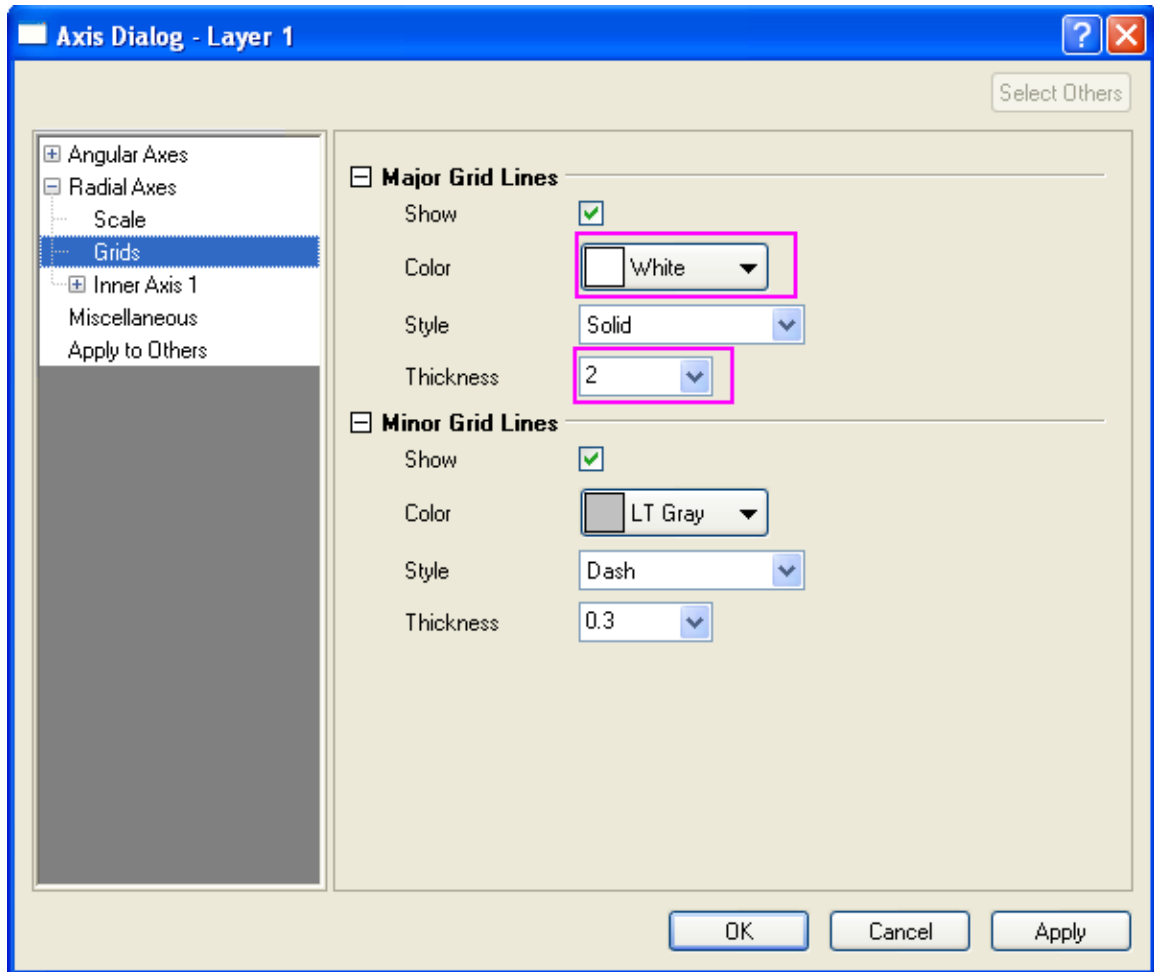 Axis Dialog - Layer 1
Select Others
Angular Axes
Radial Axes
Scale
Grids
Inner Axis 1
Miscellaneous
Apply to Others
Major Grid Lines
Show
Color White
Style Solid
Thickness 2
Minor Grid Lines
Show
Color LT Gray
Style Dash
Thickness 0.3
OK Cancel Apply